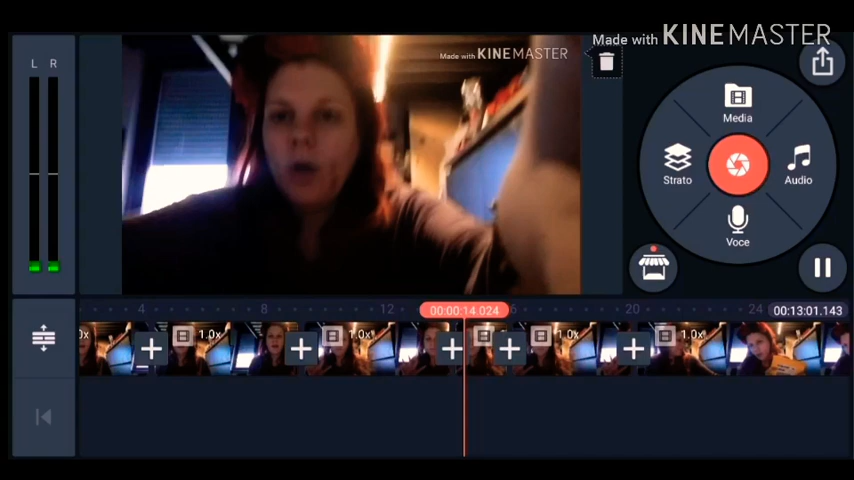 Made with KINEMASTER
Made with KINEMASTER
L R
Media
Strato
Audio
Voce
4 8 12 00:00:14.024 6 20 24 00:13:01.143
0x 1.0x 1.0x 1.0x 1.0x